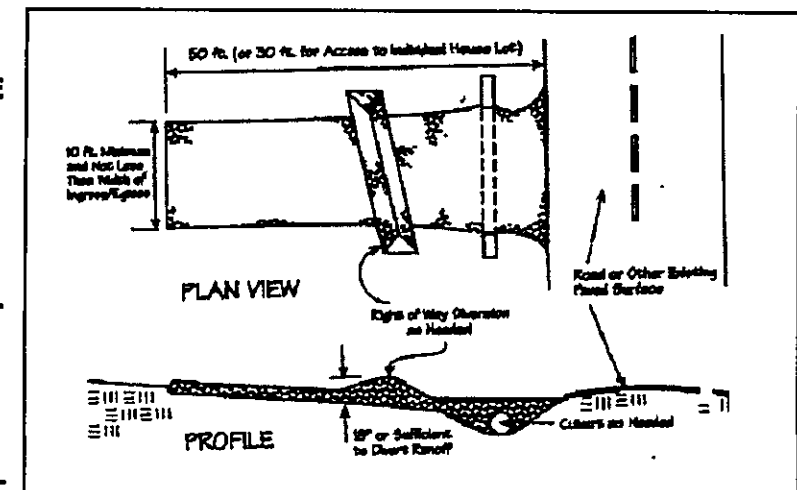 50 ft. (or 30 ft. for Access to Individual House Lot)
10 ft. Minimum
and Not Less
Than Width of
Ingress/Egress
PLAN VIEW
Right of Way Diversion
as Needed
Road or Other Existing
Paved Surface
PROFILE
18" or Sufficient
to Divert Runoff
Culvert as Needed